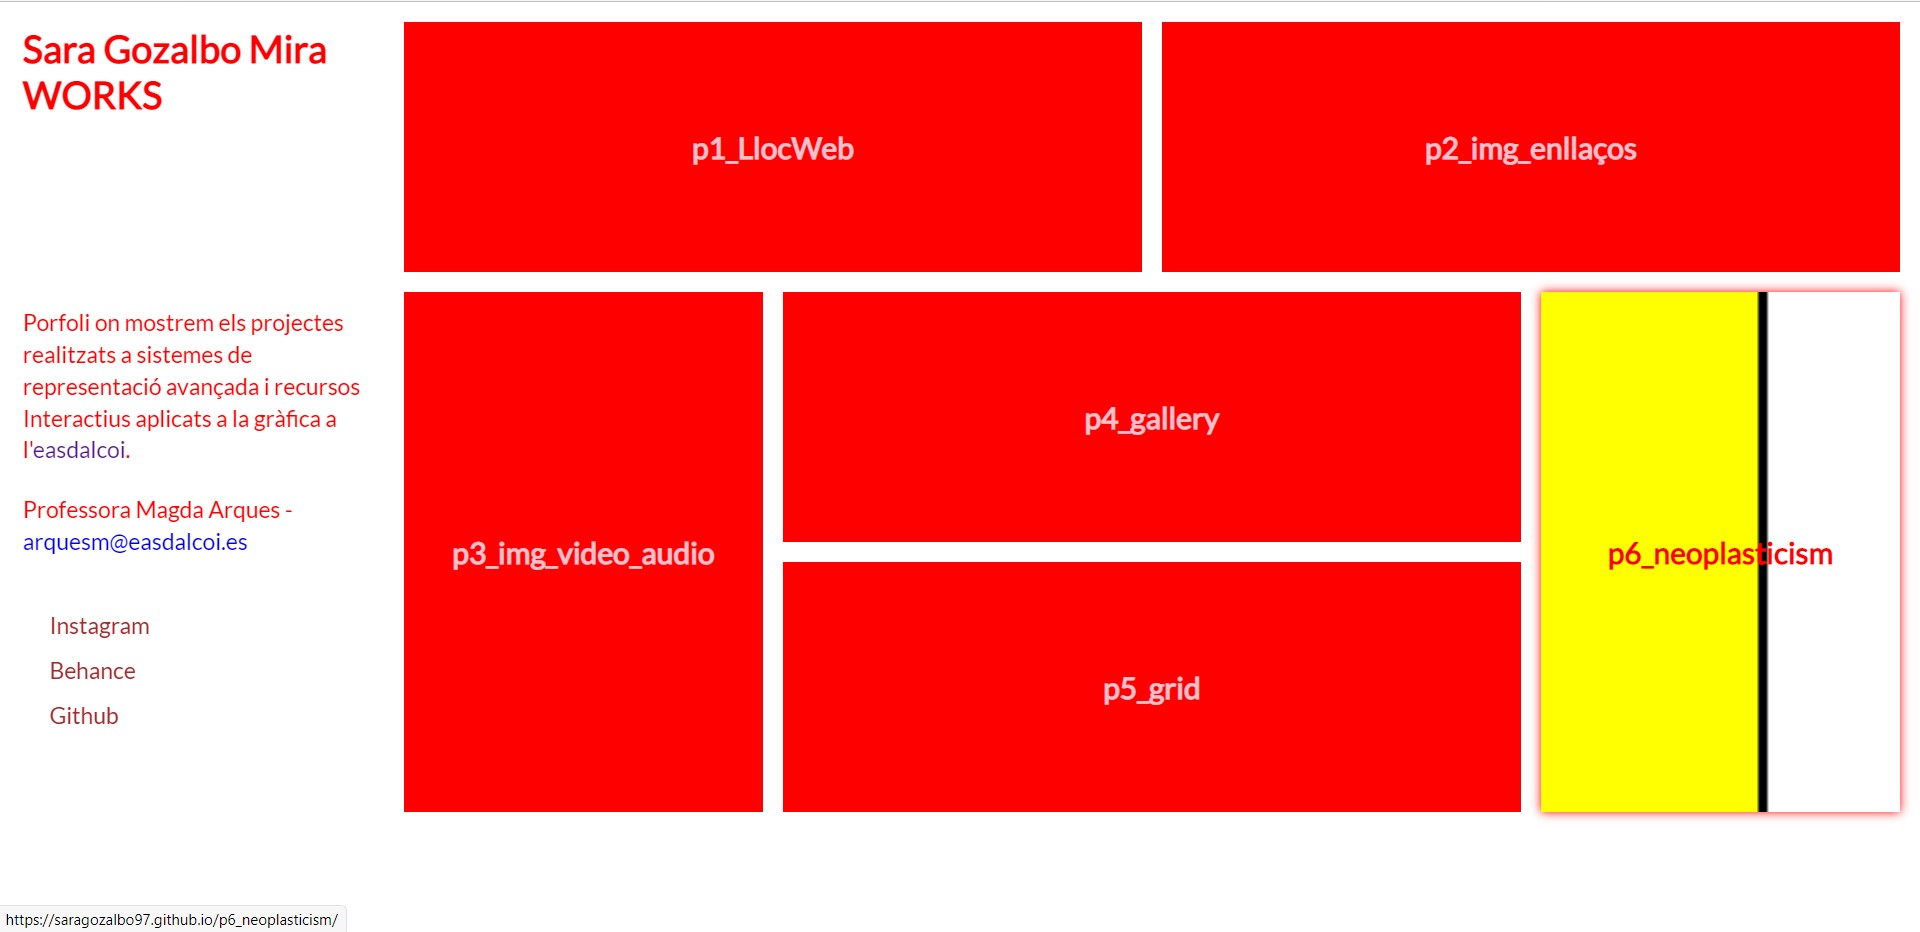 Sara Gozalbo Mira
WORKS
p1_LlocWeb
p2_img_enllaços
Porfoli on mostrem els projectes
realitzats a sistemes de
representació avançada i recursos
Interactius aplicats a la gràfica a
l'easdalcoi.
Professora Magda Arques -
arquesm@easdalcoi.es
Instagram
Behance
Github
p3_img_video_audio
p4_gallery
p5_grid
p6_neoplasticism
https://saragozalbo97.github.io/p6_neoplasticism/